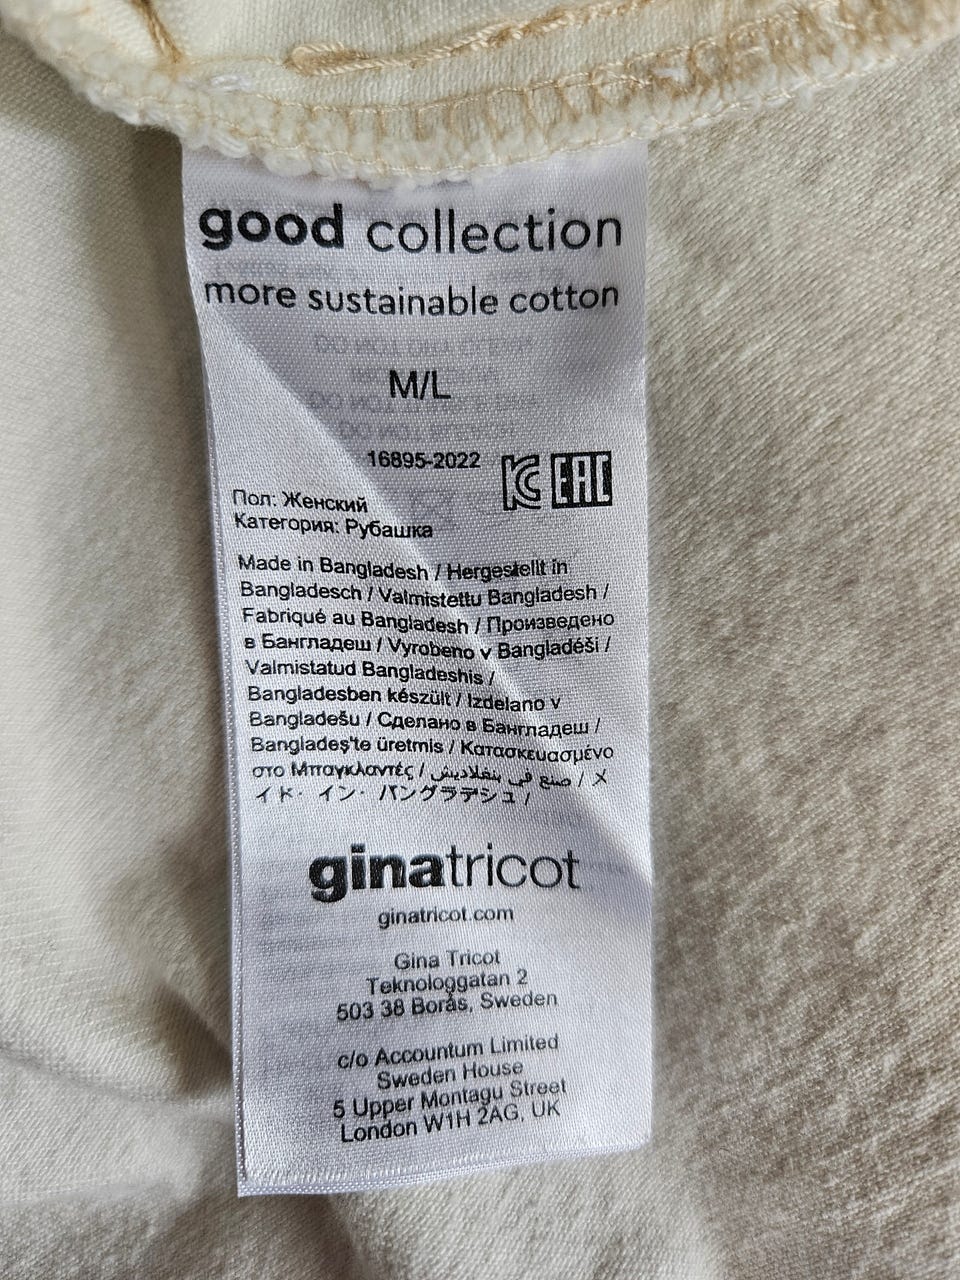 good collection
more sustainable cotton
M/L
16895-2022
EAC
Пол: Женский
Категория: Рубашка
Made in Bangladesh / Hergestellt in
Bangladesch / Valmistettu Bangladesh /
Fabriqué au Bangladesh / Произведено
в Бангладеш / Vyrobeno v Bangladéši /
Valmistatud Bangladeshis /
Bangladesben készült / Izdelano v
Bangladešu / Сделано в Бангладеш /
Bangladeş'te üretmis / Κατασκευασμένο
στο Μπαγκλαντές / صنع في بنغلاديش / メ
イド・イン・バングラデシュ /
ginatricot
ginatricot.com
Gina Tricot
Teknologgatan 2
503 38 Borås, Sweden
c/o Accountum Limited
Sweden House
5 Upper Montagu Street
London W1H 2AG, UK